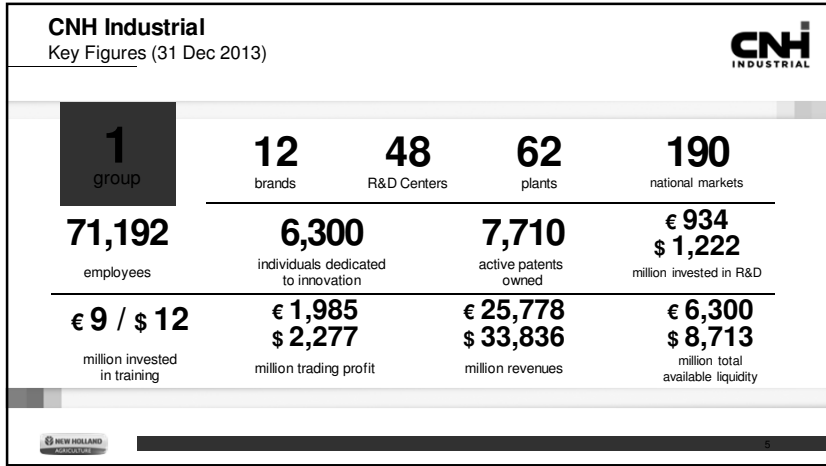 CNH Industrial
Key Figures (31 Dec 2013)
CNH
INDUSTRIAL
1
group
12
brands
48
R&D Centers
62
plants
190
national markets
71,192
employees
6,300
individuals dedicated
to innovation
7,710
active patents
owned
€ 934
$ 1,222
million invested in R&D
€ 9 / $ 12
million invested
in training
€ 1,985
$ 2,277
million trading profit
€ 25,778
$ 33,836
million revenues
€ 6,300
$ 8,713
million total
available liquidity
NEW HOLLAND
AGRICULTURE
5